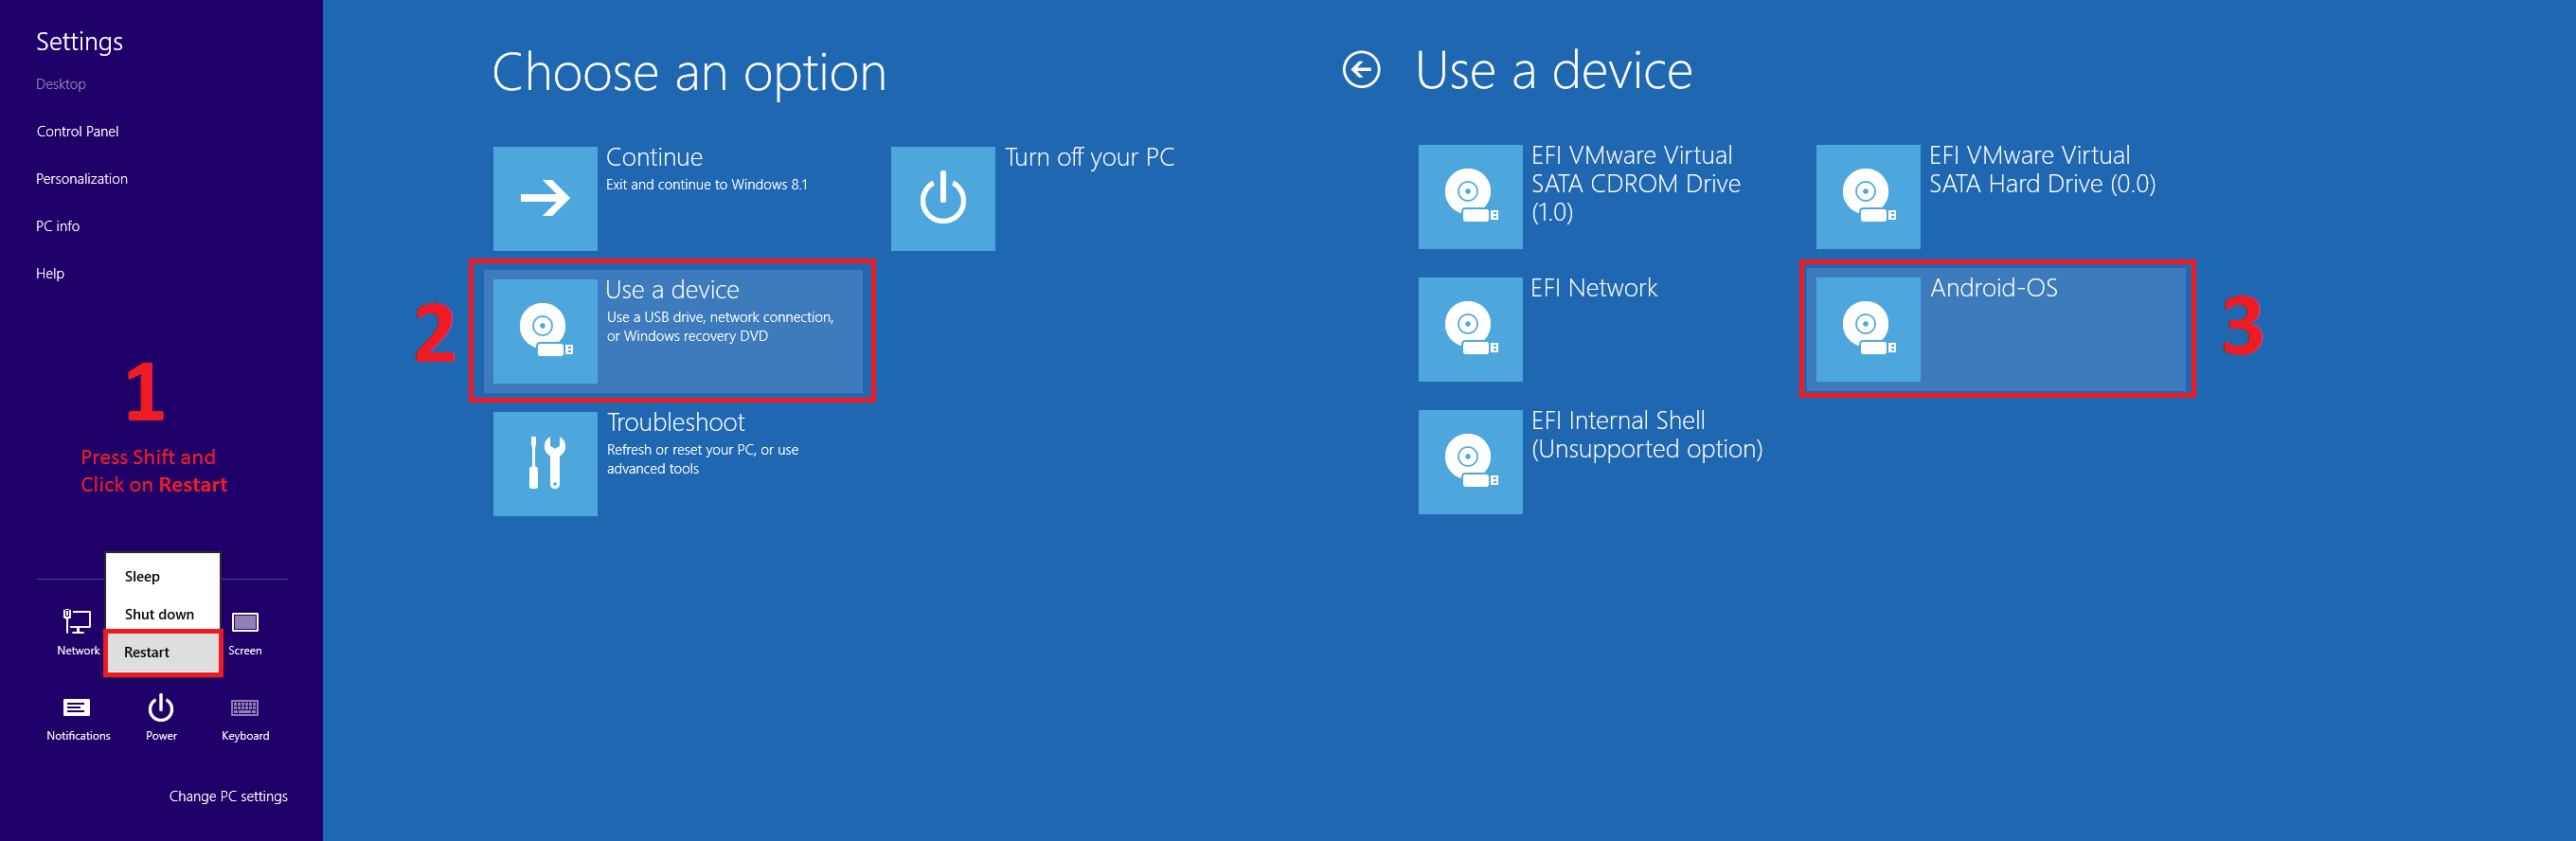 Settings
Desktop
Control Panel
Personalization
PC info
Help
1
Press Shift and
Click on Restart
Sleep
Shut down
Restart
Network
Screen
Notifications
Power
Keyboard
Change PC settings
Choose an option
Continue
Exit and continue to Windows 8.1
Turn off your PC
2
Use a device
Use a USB drive, network connection,
or Windows recovery DVD
Troubleshoot
Refresh or reset your PC, or use
advanced tools
Use a device
EFI VMware Virtual
SATA CDROM Drive
(1.0)
EFI VMware Virtual
SATA Hard Drive (0.0)
EFI Network
Android-OS
3
EFI Internal Shell
(Unsupported option)